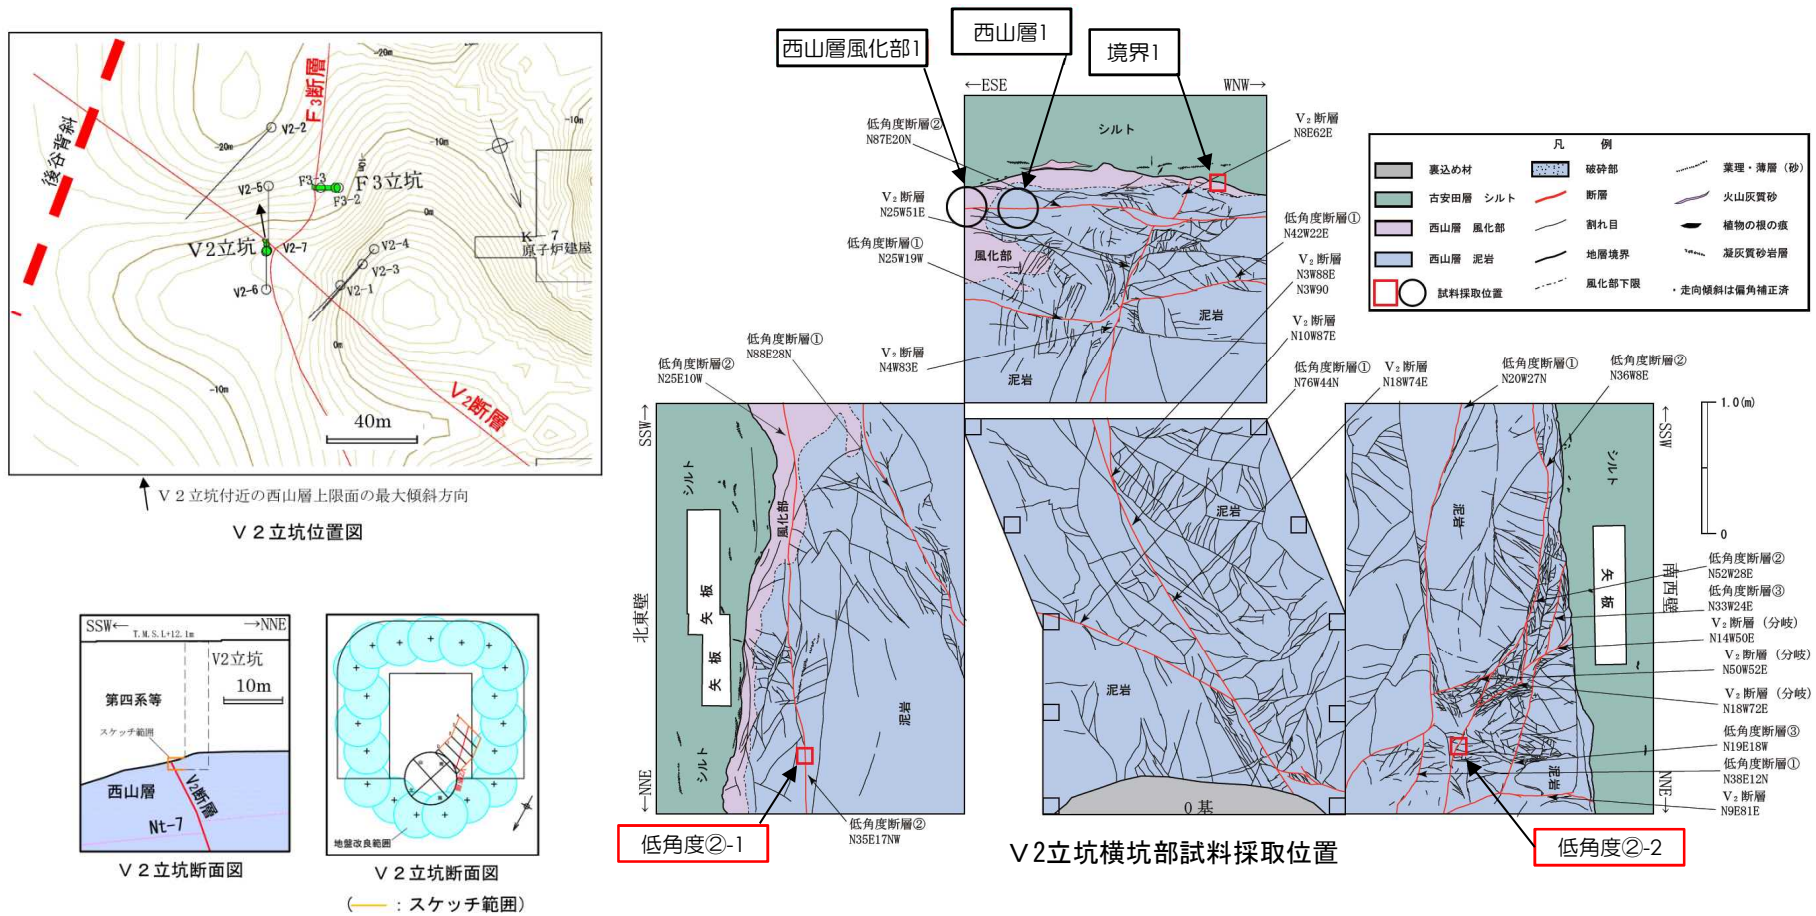 後谷背斜
F3断層
V2-2
-20m
-20m
-10m
-10m
-10m
V2-5
F3-3
F3-2
F3立坑
0m
V2立坑
V2-7
V2-4
K-7
原子炉建屋
V2-3
V2-6
V2-1
0m
-10m
V2断層
40m
V2立坑付近の西山層上限面の最大傾斜方向
V2立坑位置図
SSW←
→NNE
T.M.S.L+12.1m
V2立坑
10m
第四系等
スケッチ範囲
西山層
V2断層
Nt-7
V2立坑断面図
地盤改良範囲
V2立坑断面図
(— : スケッチ範囲)
西山層風化部1
西山層1
境界1
←ESE
WNW→
シルト
低角度断層②
N87E20N
V2断層
N8E62E
V2断層
N25W51E
低角度断層①
N25W19W
低角度断層①
N42W22E
風化部
V2断層
N3W88E
N3W90
泥岩
V2断層
N10W87E
V2断層
N4W83E
泥岩
低角度断層①
N88E28N
低角度断層②
N25E10W
低角度断層①
N76W44N
V2断層
N18W74E
低角度断層①
N20W27N
低角度断層②
N36W8E
SSW→
シルト
風化部
矢板
矢板
北東壁
泥岩
シルト
←NNE
低角度断層②
N35E17NW
低角度②-1
泥岩
泥岩
0基
泥岩
シルト
←SSW
1.0(m)
0
矢板
南西壁
低角度断層②
N52W28E
低角度断層③
N33W24E
V2断層(分岐)
N14W50E
V2断層(分岐)
N50W52E
V2断層(分岐)
N18W72E
低角度断層③
N19E18W
低角度断層①
N38E12N
V2断層
N9E81E
泥岩
NNE→
低角度②-2
V2立坑横坑部試料採取位置
凡例
裏込め材
破砕部
葉理・薄層(砂)
古安田層 シルト
断層
火山灰質砂
西山層 風化部
割れ目
植物の根の痕
西山層 泥岩
地層境界
凝灰質砂岩層
試料採取位置
風化部下限
・走向傾斜は偏角補正済